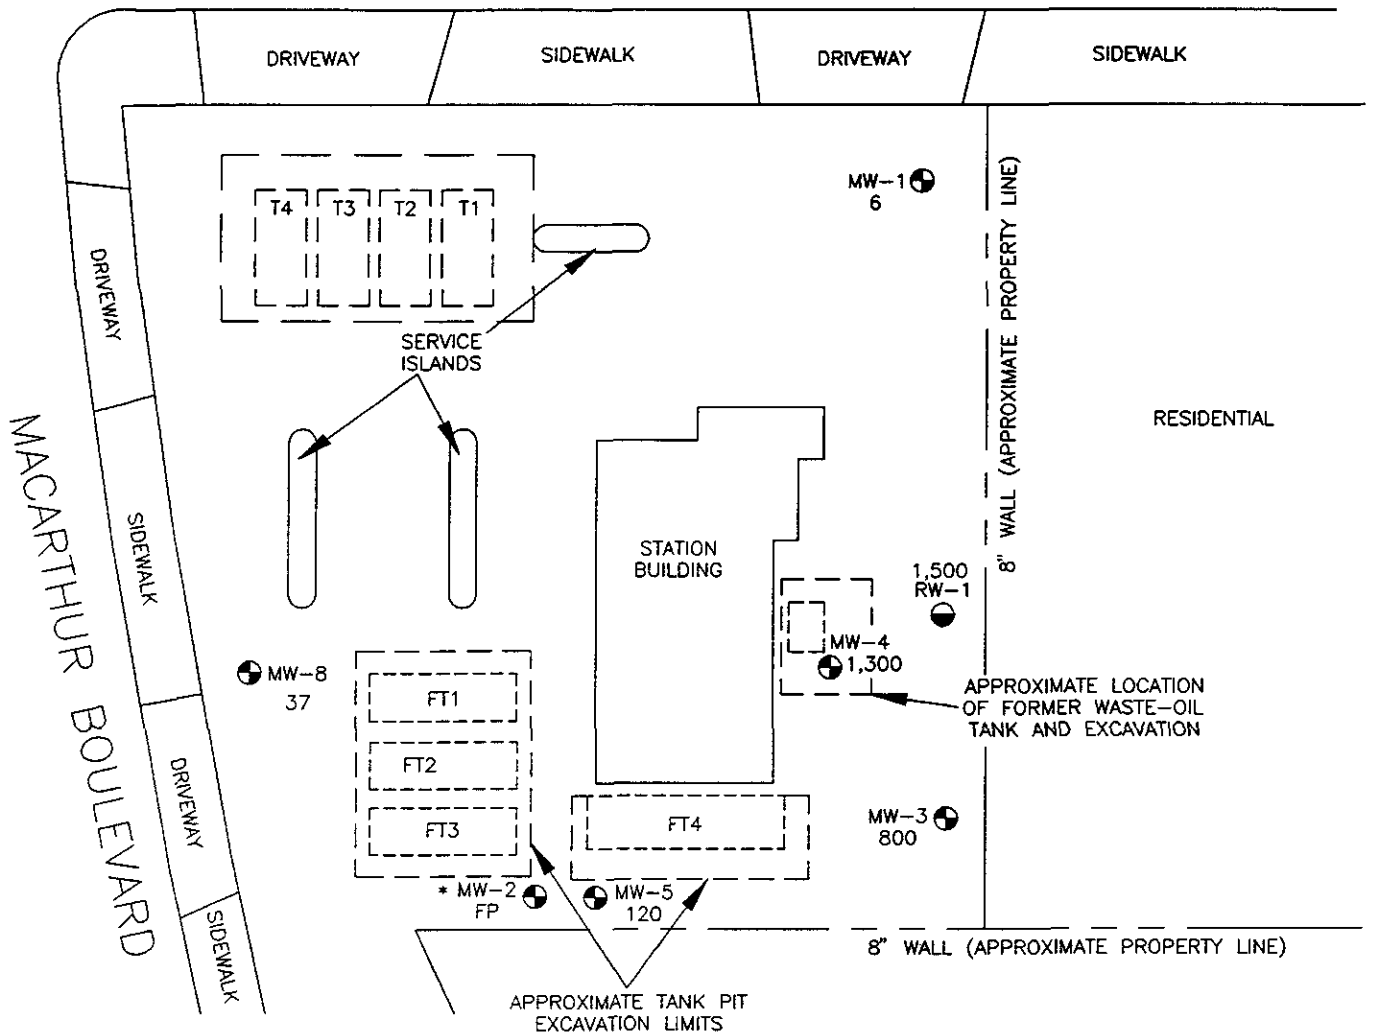 DRIVEWAY
SIDEWALK
DRIVEWAY
SIDEWALK
MW-1
6
T4
T3
T2
T1
DRIVEWAY
SERVICE
ISLANDS
8" WALL (APPROXIMATE PROPERTY LINE)
RESIDENTIAL
MACARTHUR BOULEVARD
SIDEWALK
STATION
BUILDING
1,500
RW-1
MW-4
1,300
MW-8
37
FT1
APPROXIMATE LOCATION
OF FORMER WASTE-OIL
TANK AND EXCAVATION
DRIVEWAY
FT2
FT3
FT4
MW-3
800
* MW-2
FP
MW-5
120
SIDEWALK
8" WALL (APPROXIMATE PROPERTY LINE)
APPROXIMATE TANK PIT
EXCAVATION LIMITS